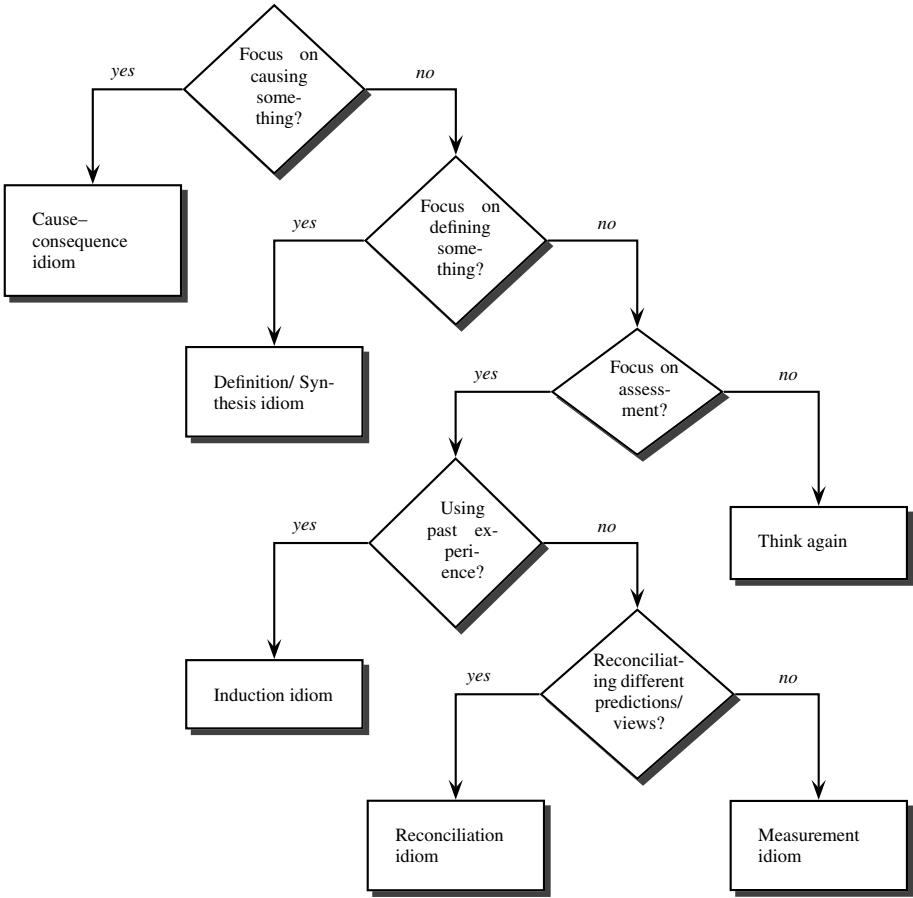 Focus on
causing
some-
thing?
yes
no
Cause–
consequence
idiom
Focus on
defining
some-
thing?
yes
no
Definition/ Syn-
thesis idiom
Focus on
assess-
ment?
yes
no
Think again
Using
past ex-
peri-
ence?
yes
no
Induction idiom
Reconciliat-
ing different
predictions/
views?
yes
no
Reconciliation
idiom
Measurement
idiom